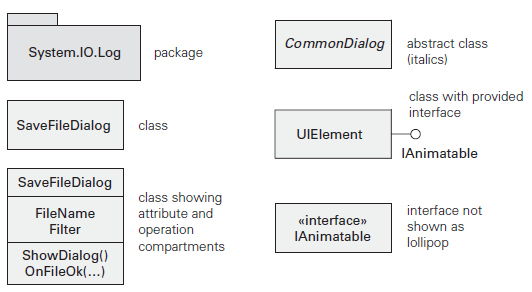 System.IO.Log
package
SaveFileDialog
class
SaveFileDialog
FileName
Filter
ShowDialog()
OnFileOk(...)
class showing
attribute and
operation
compartments
CommonDialog
abstract class
(italics)
class with provided
interface
UIElement
IAnimatable
«interface»
IAnimatable
interface not
shown as
lollipop